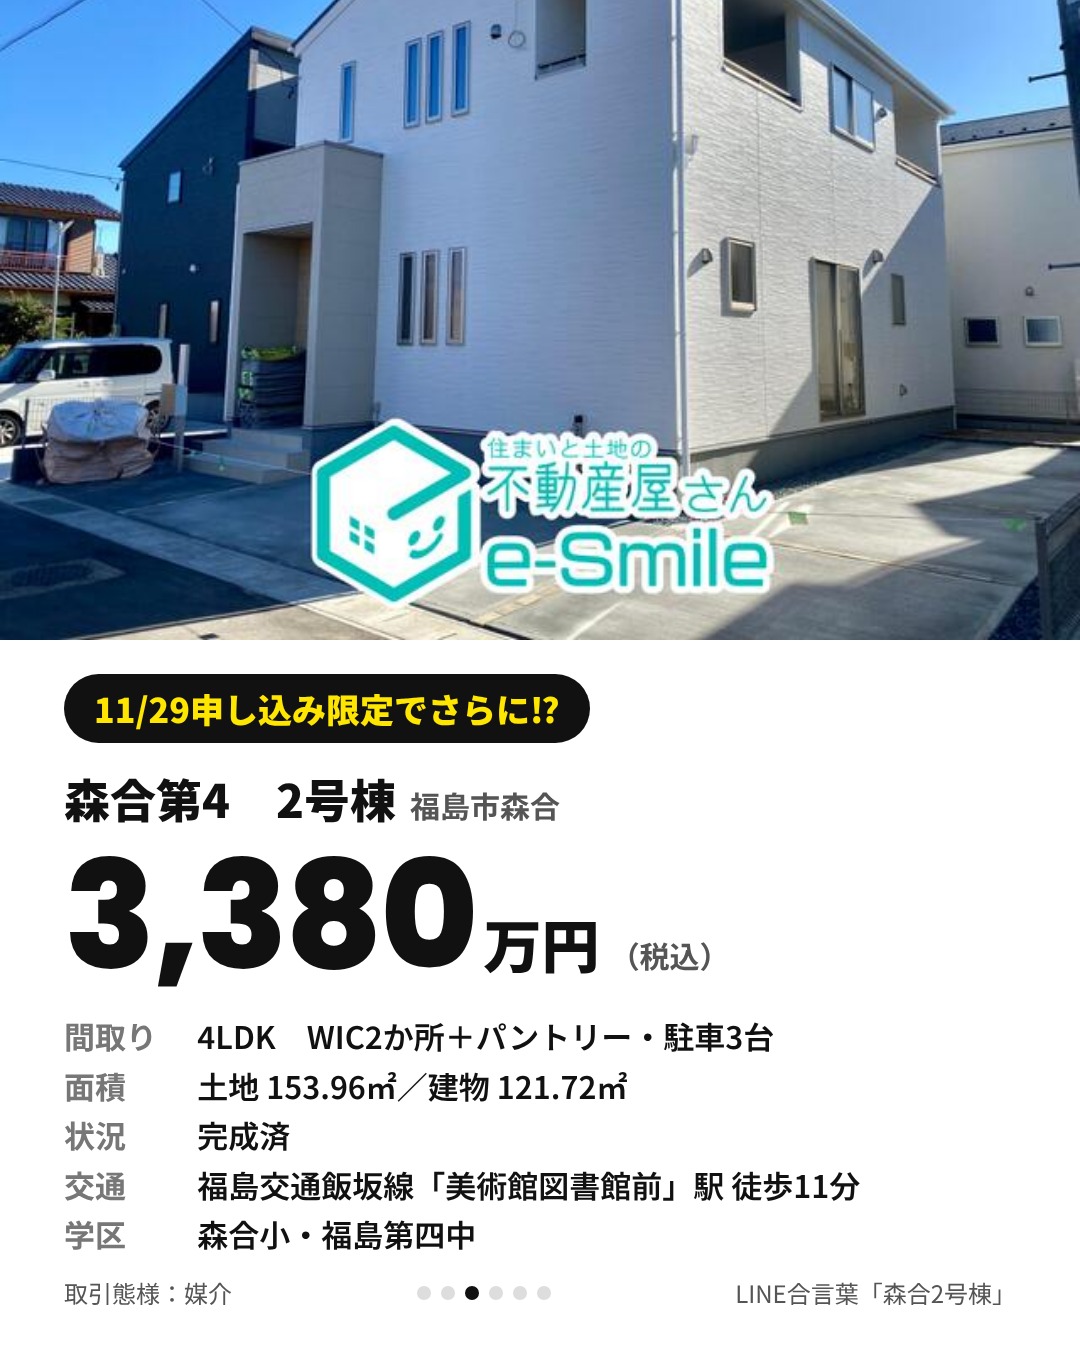 住まいと土地の
不動産屋さん
e-Smile
11/29申し込み限定でさらに⁉
森合第4　2号棟 福島市森合
3,380万円（税込）
間取り　4LDK　WIC2か所＋パントリー・駐車3台
面積　土地 153.96㎡／建物 121.72㎡
状況　完成済
交通　福島交通飯坂線「美術館図書館前」駅 徒歩11分
学区　森合小・福島第四中
取引態様：媒介
LINE合言葉「森合2号棟」